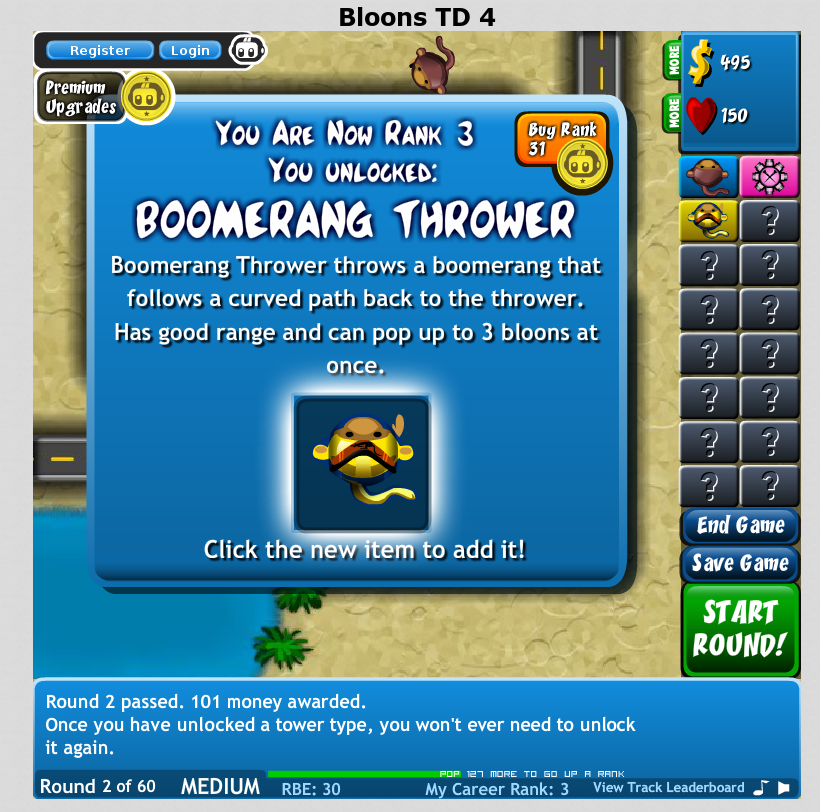 Bloons TD 4
Register
Login
Premium
Upgrades
MORE
495
MORE
150
You Are Now Rank 3
You unlocked:
Boomerang Thrower
Buy Rank
31
Boomerang Thrower throws a boomerang that
follows a curved path back to the thrower.
Has good range and can pop up to 3 bloons at
once.
Click the new item to add it!
? 
? ?
? ?
? ?
? ?
? ?
? ?
End Game
Save Game
START
ROUND!
Round 2 passed. 101 money awarded.
Once you have unlocked a tower type, you won't ever need to unlock
it again.
POP 127 MORE TO GO UP A RANK
Round 2 of 60
MEDIUM
RBE: 30
My Career Rank: 3
View Track Leaderboard